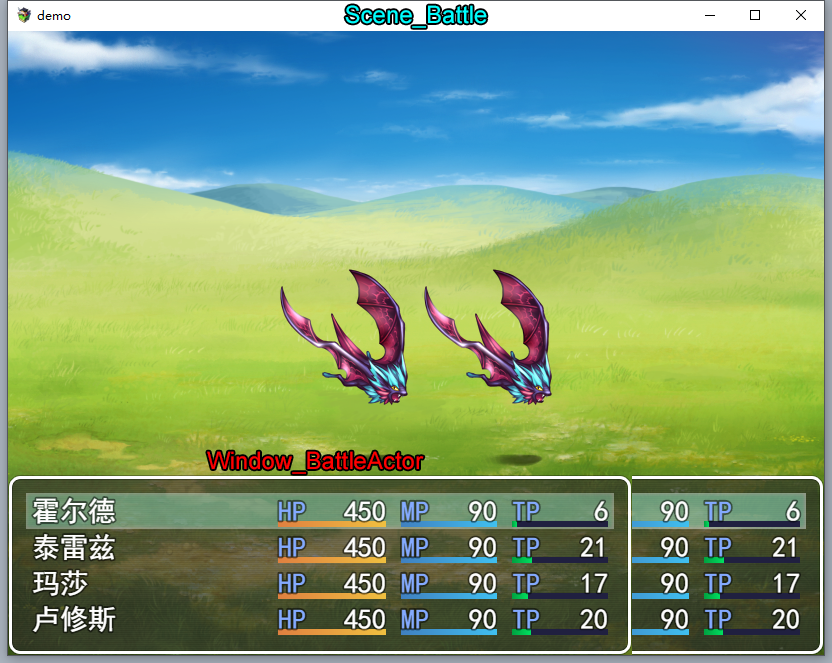 demo
Scene_Battle
Window_BattleActor
霍尔德 HP 450 MP 90 TP 6 90 TP 6
泰雷兹 HP 450 MP 90 TP 21 90 TP 21
玛莎 HP 450 MP 90 TP 17 90 TP 17
卢修斯 HP 450 MP 90 TP 20 90 TP 20